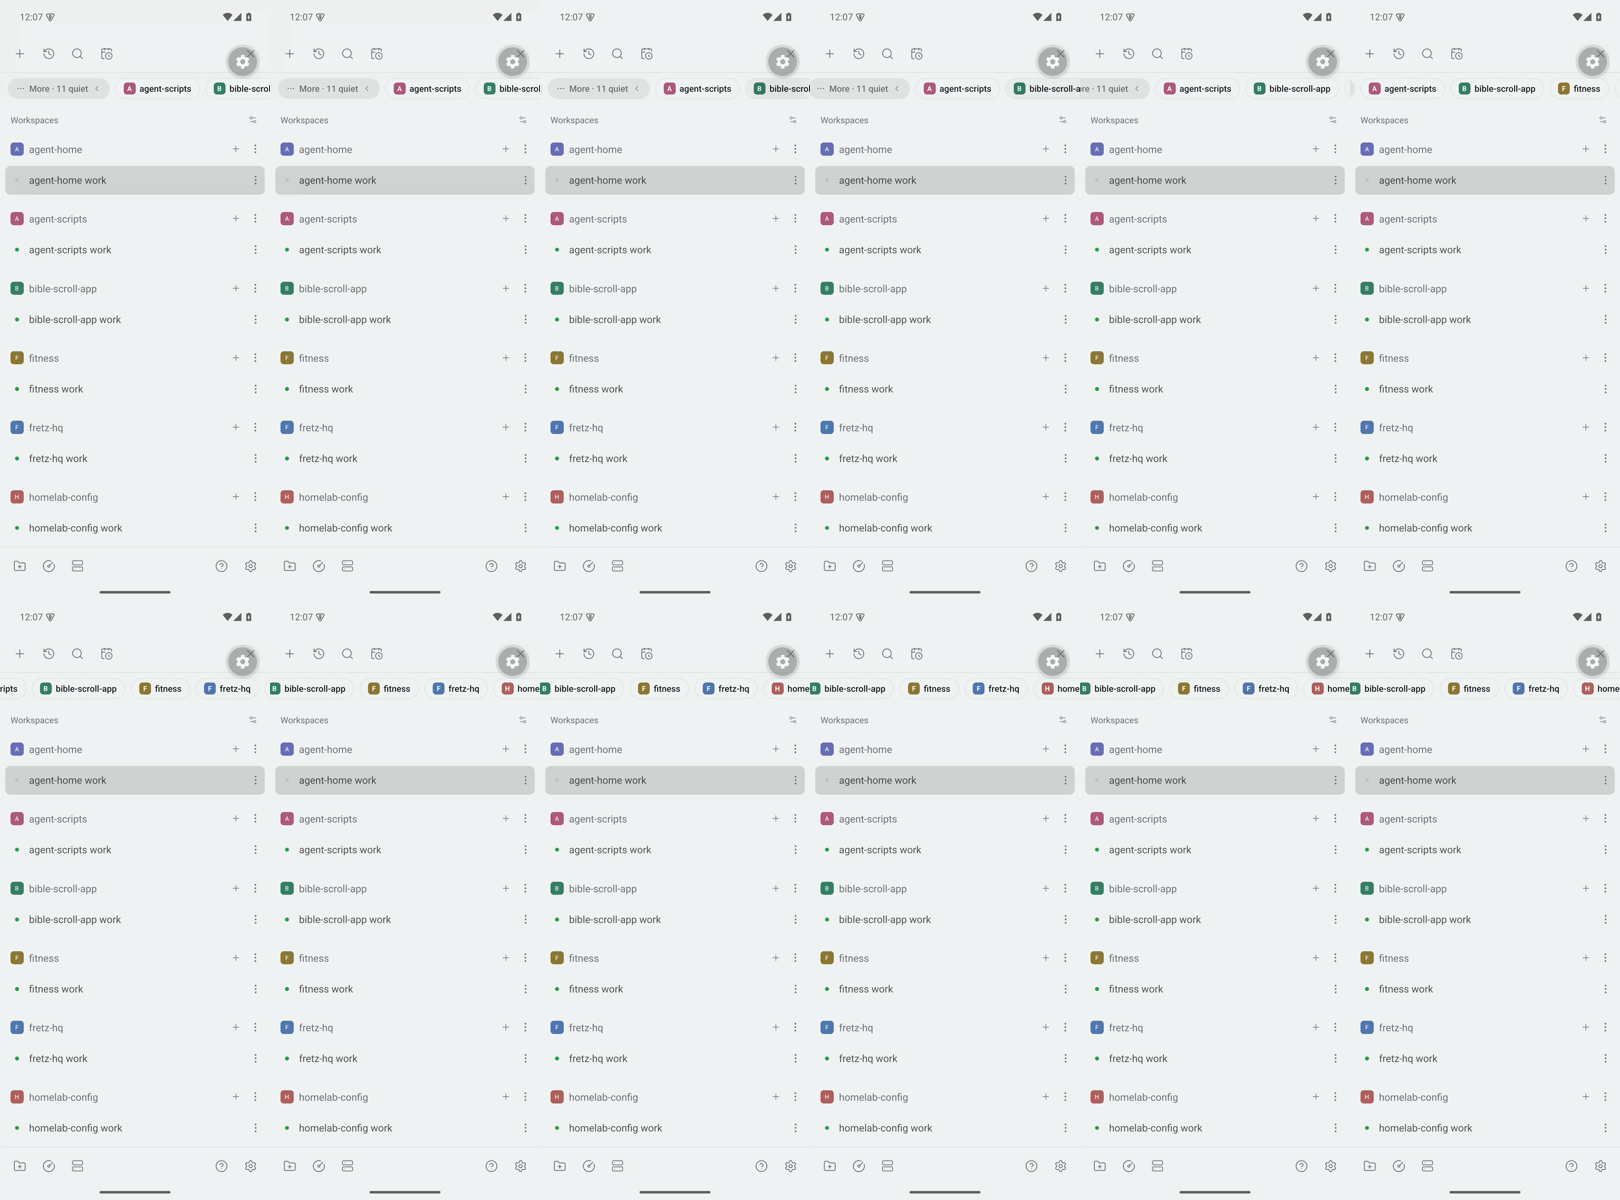 12:07
··· More · 11 quiet
A agent-scripts
B bible-scrol
Workspaces
A agent-home
agent-home work
A agent-scripts
agent-scripts work
B bible-scroll-app
bible-scroll-app work
F fitness
fitness work
F fretz-hq
fretz-hq work
H homelab-config
homelab-config work
12:07
··· More · 11 quiet
A agent-scripts
B bible-scrol
Workspaces
A agent-home
agent-home work
A agent-scripts
agent-scripts work
B bible-scroll-app
bible-scroll-app work
F fitness
fitness work
F fretz-hq
fretz-hq work
H homelab-config
homelab-config work
12:07
··· More · 11 quiet
A agent-scripts
B bible-scrol
Workspaces
A agent-home
agent-home work
A agent-scripts
agent-scripts work
B bible-scroll-app
bible-scroll-app work
F fitness
fitness work
F fretz-hq
fretz-hq work
H homelab-config
homelab-config work
12:07
··· More · 11 quiet
A agent-scripts
B bible-scroll-a
Workspaces
A agent-home
agent-home work
A agent-scripts
agent-scripts work
B bible-scroll-app
bible-scroll-app work
F fitness
fitness work
F fretz-hq
fretz-hq work
H homelab-config
homelab-config work
12:07
re · 11 quiet
A agent-scripts
B bible-scroll-app
Workspaces
A agent-home
agent-home work
A agent-scripts
agent-scripts work
B bible-scroll-app
bible-scroll-app work
F fitness
fitness work
F fretz-hq
fretz-hq work
H homelab-config
homelab-config work
12:07
A agent-scripts
B bible-scroll-app
F fitness
Workspaces
A agent-home
agent-home work
A agent-scripts
agent-scripts work
B bible-scroll-app
bible-scroll-app work
F fitness
fitness work
F fretz-hq
fretz-hq work
H homelab-config
homelab-config work
12:07
ripts
B bible-scroll-app
F fitness
F fretz-hq
Workspaces
A agent-home
agent-home work
A agent-scripts
agent-scripts work
B bible-scroll-app
bible-scroll-app work
F fitness
fitness work
F fretz-hq
fretz-hq work
H homelab-config
homelab-config work
12:07
B bible-scroll-app
F fitness
F fretz-hq
H home
Workspaces
A agent-home
agent-home work
A agent-scripts
agent-scripts work
B bible-scroll-app
bible-scroll-app work
F fitness
fitness work
F fretz-hq
fretz-hq work
H homelab-config
homelab-config work
12:07
B bible-scroll-app
F fitness
F fretz-hq
H home
Workspaces
A agent-home
agent-home work
A agent-scripts
agent-scripts work
B bible-scroll-app
bible-scroll-app work
F fitness
fitness work
F fretz-hq
fretz-hq work
H homelab-config
homelab-config work
12:07
B bible-scroll-app
F fitness
F fretz-hq
H home
Workspaces
A agent-home
agent-home work
A agent-scripts
agent-scripts work
B bible-scroll-app
bible-scroll-app work
F fitness
fitness work
F fretz-hq
fretz-hq work
H homelab-config
homelab-config work
12:07
B bible-scroll-app
F fitness
F fretz-hq
H home
Workspaces
A agent-home
agent-home work
A agent-scripts
agent-scripts work
B bible-scroll-app
bible-scroll-app work
F fitness
fitness work
F fretz-hq
fretz-hq work
H homelab-config
homelab-config work
12:07
B bible-scroll-app
F fitness
F fretz-hq
H home
Workspaces
A agent-home
agent-home work
A agent-scripts
agent-scripts work
B bible-scroll-app
bible-scroll-app work
F fitness
fitness work
F fretz-hq
fretz-hq work
H homelab-config
homelab-config work